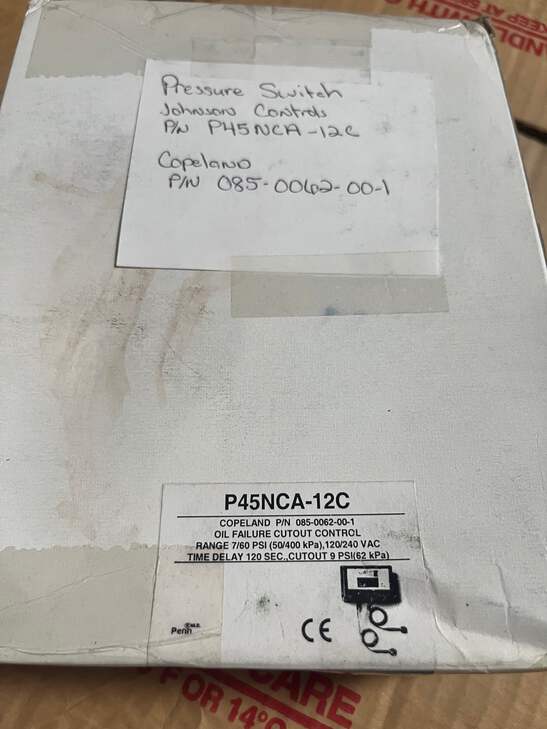 Pressure Switch
Johnson Controls
P/N P45NCA-12C
Copeland
P/N 085-0062-00-1
P45NCA-12C
COPELAND P/N 085-0062-00-1
OIL FAILURE CUTOUT CONTROL
RANGE 7/60 PSI (50/400 kPa),120/240 VAC
TIME DELAY 120 SEC.,CUTOUT 9 PSI(62 kPa)
Penn
CE
CARE
FOR 14°